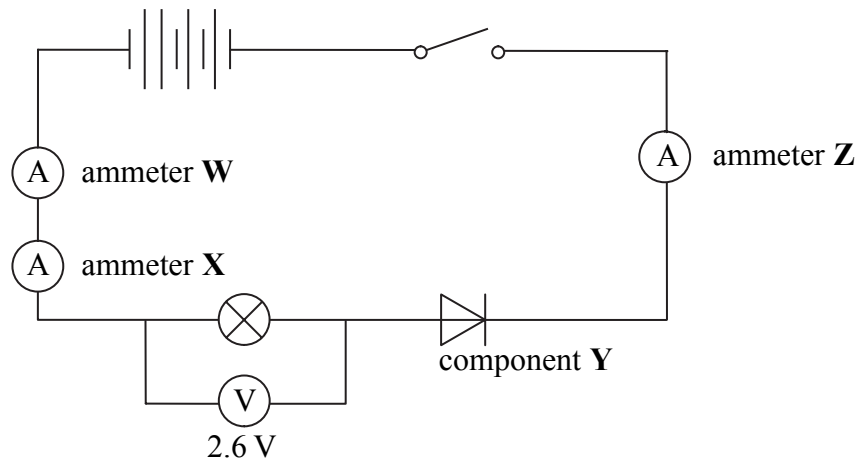 A ammeter W
A ammeter Z
A ammeter X
component Y
V
2.6 V